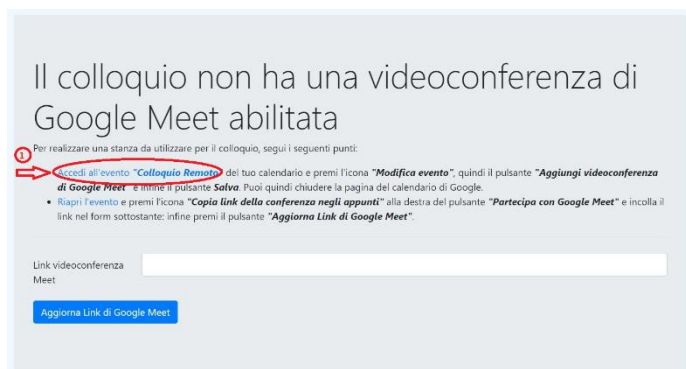 Il colloquio non ha una videoconferenza di
Google Meet abilitata
Per realizzare una stanza da utilizzare per il colloquio, segui i seguenti punti:
1
Accedi all'evento "Colloquio Remoto" del tuo calendario e premi l'icona "Modifica evento", quindi il pulsante "Aggiungi videoconferenza
di Google Meet" e infine il pulsante Salva. Puoi quindi chiudere la pagina del calendario di Google.
• Riapri l'evento e premi l'icona "Copia link della conferenza negli appunti" alla destra del pulsante "Partecipa con Google Meet" e incolla il
link nel form sottostante: infine premi il pulsante "Aggiorna Link di Google Meet".
Link videoconferenza
Meet
Aggiorna Link di Google Meet